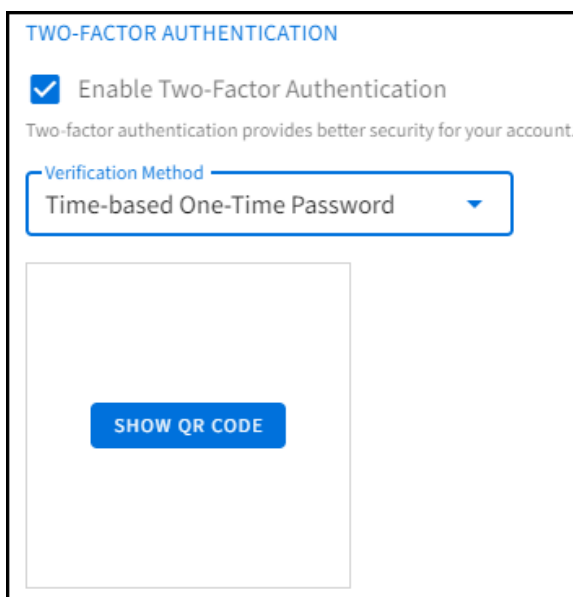 TWO-FACTOR AUTHENTICATION
Enable Two-Factor Authentication
Two-factor authentication provides better security for your account.
Verification Method
Time-based One-Time Password
SHOW QR CODE